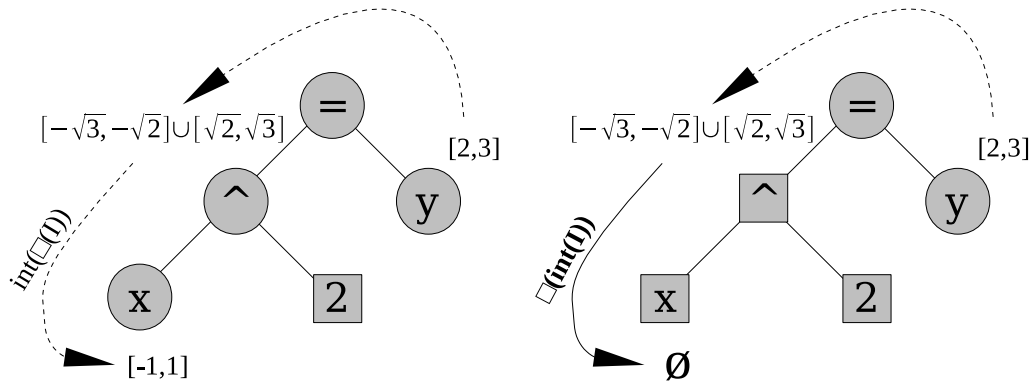 =
[-√3,-√2]∪[√2,√3]
[2,3]
^
y
int(□(I))
x
2
[-1,1]
=
[-√3,-√2]∪[√2,√3]
[2,3]
^
y
□(int(I))
x
2
Ø